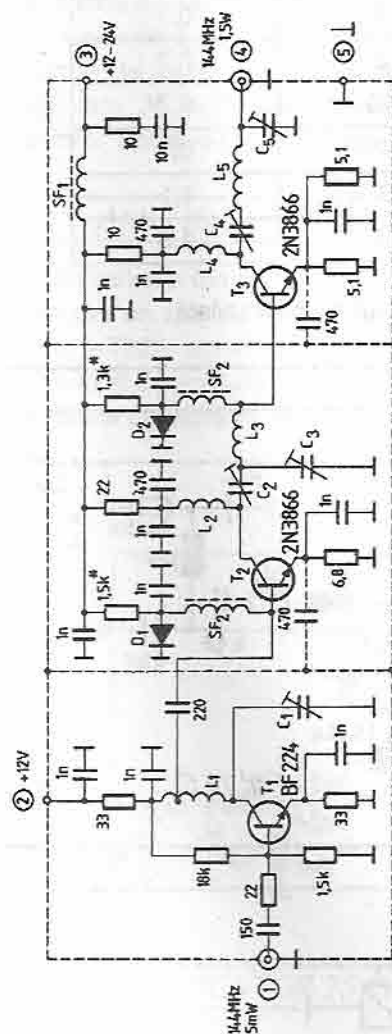 144MHz
5mW
①
150
22
18k
1,5k
33
1n
1n
② +12V
33
L₁
T₁
BF224
1n
C₁
220
1n
1,5k*
D₁
1n
SF₂
T₂
2N3866
470
6,8
1n
22
1n
470
L₂
C₂
C₃
L₃
1,3k*
D₂
1n
SF₂
1n
SF₁
10
1n
470
L₄
C₄
T₃
2N3866
470
5,1
1n
5,1
L₅
C₅
10
10n
③
+12-24V
144MHz
1,5W
④
⑤ ⊥